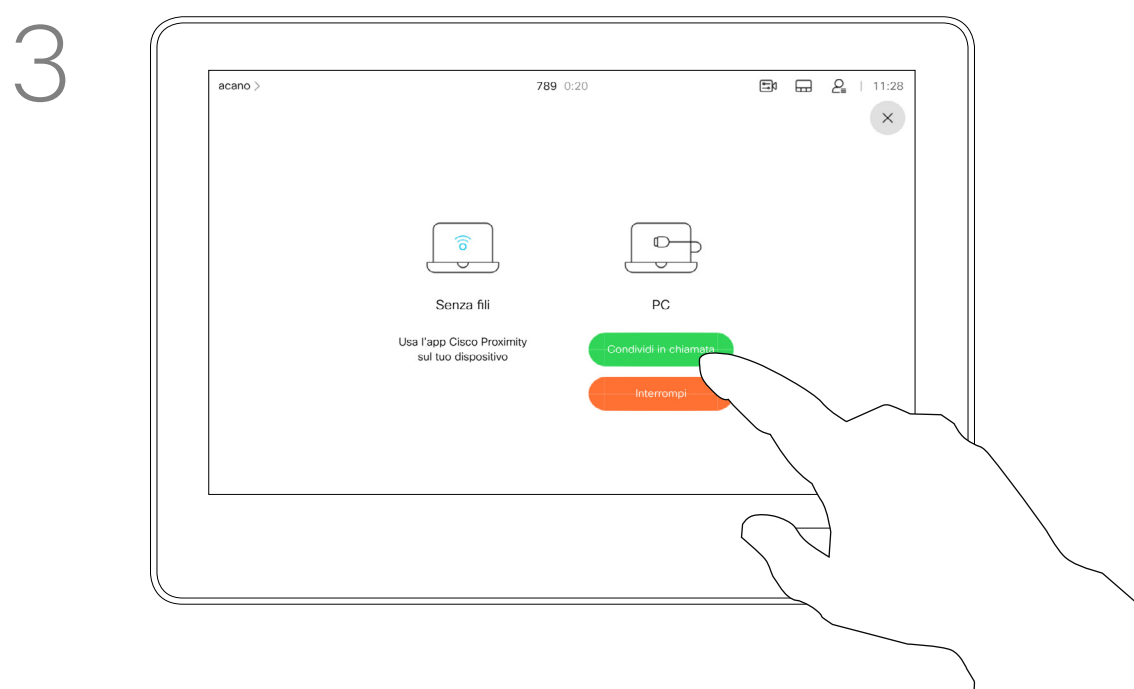 3
acano >
789 0:20
11:28
Senza fili
PC
Usa l'app Cisco Proximity
sul tuo dispositivo
Condividi in chiamata
Interrompi